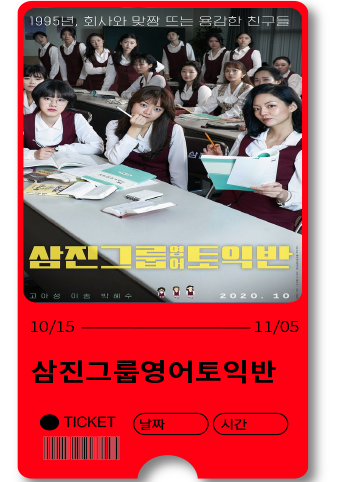 1995년, 회사와 맞짱 뜨는 용감한 친구들
삼진그룹영어토익반
고아성 이솜 박혜수
2020. 10
10/15
11/05
삼진그룹영어토익반
TICKET
날짜
시간